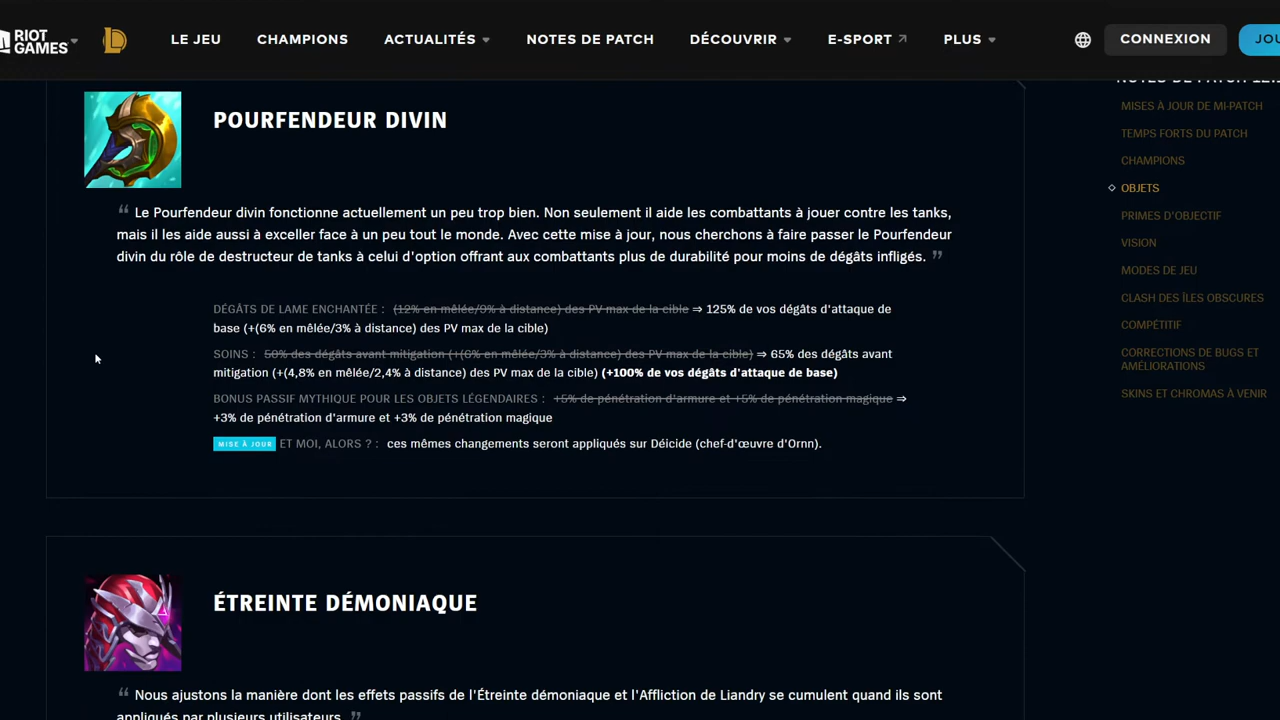 RIOT GAMES
LE JEU
CHAMPIONS
ACTUALITÉS
NOTES DE PATCH
DÉCOUVRIR
E-SPORT
PLUS
CONNEXION
JOU
POURFENDEUR DIVIN
“ Le Pourfendeur divin fonctionne actuellement un peu trop bien. Non seulement il aide les combattants à jouer contre les tanks,
mais il les aide aussi à exceller face à un peu tout le monde. Avec cette mise à jour, nous cherchons à faire passer le Pourfendeur
divin du rôle de destructeur de tanks à celui d'option offrant aux combattants plus de durabilité pour moins de dégâts infligés. ”
DÉGÂTS DE LAME ENCHANTÉE : (12% en mêlée/9% à distance) des PV max de la cible ⇒ 125% de vos dégâts d'attaque de
base (+(6% en mêlée/3% à distance) des PV max de la cible)
SOINS : 50% des dégâts avant mitigation (+(6% en mêlée/3% à distance) des PV max de la cible) ⇒ 65% des dégâts avant
mitigation (+(4,8% en mêlée/2,4% à distance) des PV max de la cible) (+100% de vos dégâts d'attaque de base)
BONUS PASSIF MYTHIQUE POUR LES OBJETS LÉGENDAIRES : +5% de pénétration d'armure et +5% de pénétration magique ⇒
+3% de pénétration d'armure et +3% de pénétration magique
MISE À JOUR ET MOI, ALORS ? : ces mêmes changements seront appliqués sur Déicide (chef-d'œuvre d'Ornn).
ÉTREINTE DÉMONIAQUE
“ Nous ajustons la manière dont les effets passifs de l'Étreinte démoniaque et l'Affliction de Liandry se cumulent quand ils sont
appliqués par plusieurs utilisateurs. ”
NOTES DE PATCH
MISES À JOUR DE MI-PATCH
TEMPS FORTS DU PATCH
CHAMPIONS
OBJETS
PRIMES D'OBJECTIF
VISION
MODES DE JEU
CLASH DES ÎLES OBSCURES
COMPÉTITIF
CORRECTIONS DE BUGS ET
AMÉLIORATIONS
SKINS ET CHROMAS À VENIR